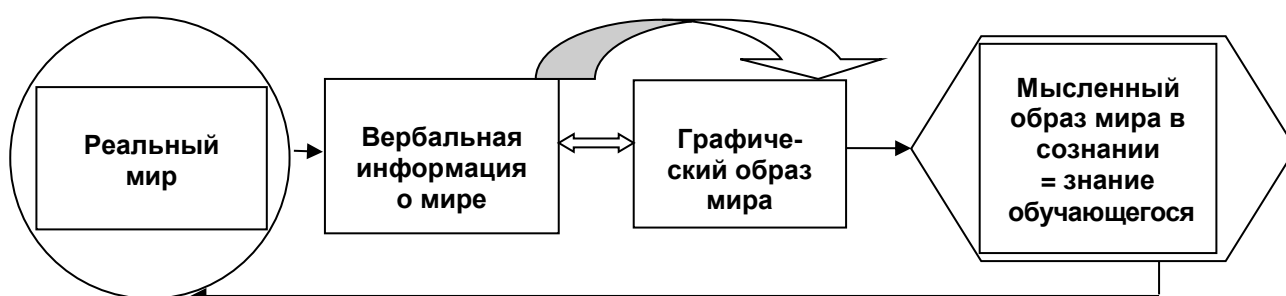 Реальный
мир
Вербальная
информация
о мире
Графиче-
ский образ
мира
Мысленный
образ мира в
сознании
= знание
обучающегося